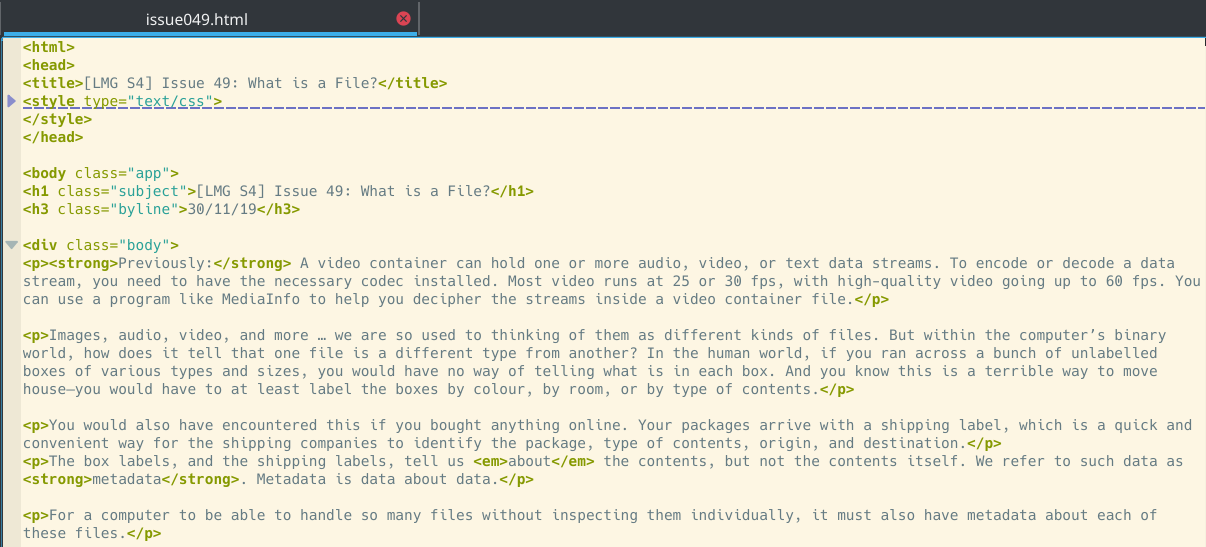 issue049.html
<html>
<head>
<title>[LMG S4] Issue 49: What is a File?</title>
<style type="text/css">
</style>
</head>
<body class="app">
<h1 class="subject">[LMG S4] Issue 49: What is a File?</h1>
<h3 class="byline">30/11/19</h3>
<div class="body">
<p><strong>Previously:</strong> A video container can hold one or more audio, video, or text data streams. To encode or decode a data
stream, you need to have the necessary codec installed. Most video runs at 25 or 30 fps, with high-quality video going up to 60 fps. You
can use a program like MediaInfo to help you decipher the streams inside a video container file.</p>
<p>Images, audio, video, and more … we are so used to thinking of them as different kinds of files. But within the computer’s binary
world, how does it tell that one file is a different type from another? In the human world, if you ran across a bunch of unlabelled
boxes of various types and sizes, you would have no way of telling what is in each box. And you know this is a terrible way to move
house—you would have to at least label the boxes by colour, by room, or by type of contents.</p>
<p>You would also have encountered this if you bought anything online. Your packages arrive with a shipping label, which is a quick and
convenient way for the shipping companies to identify the package, type of contents, origin, and destination.</p>
<p>The box labels, and the shipping labels, tell us <em>about</em> the contents, but not the contents itself. We refer to such data as
<strong>metadata</strong>. Metadata is data about data.</p>
<p>For a computer to be able to handle so many files without inspecting them individually, it must also have metadata about each of
these files.</p>